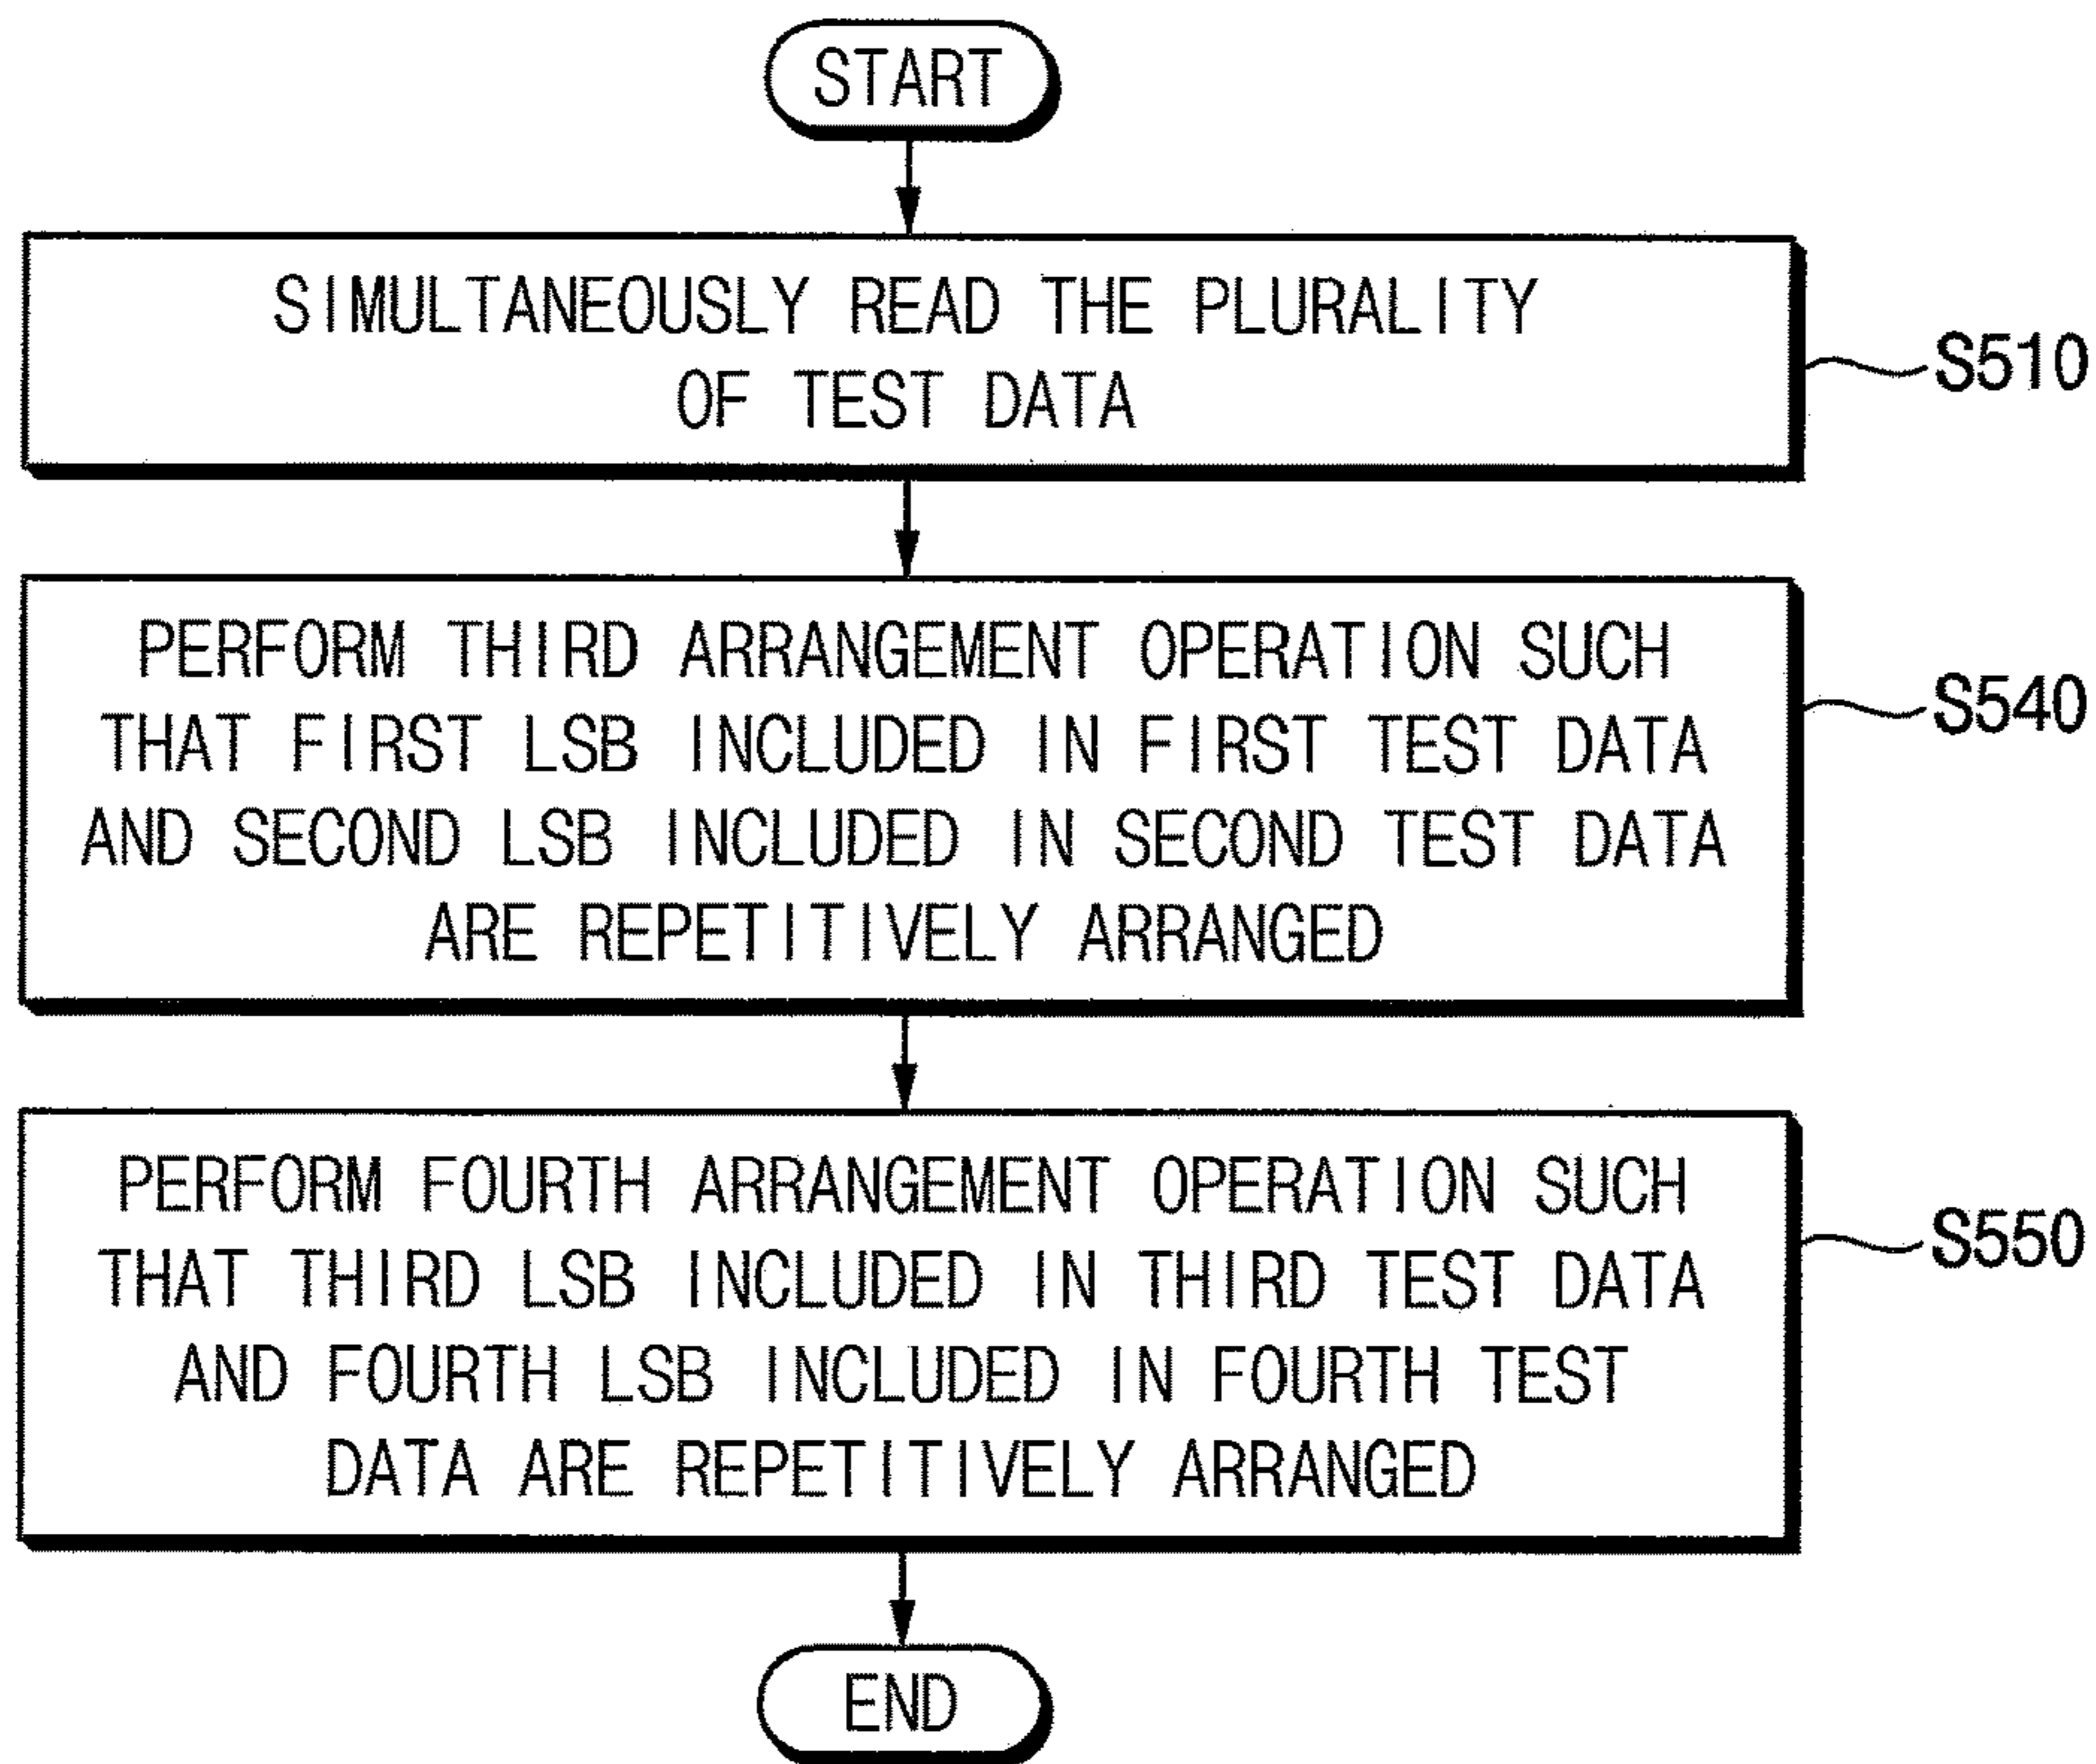 START
SIMULTANEOUSLY READ THE PLURALITY
OF TEST DATA
S510
PERFORM THIRD ARRANGEMENT OPERATION SUCH
THAT FIRST LSB INCLUDED IN FIRST TEST DATA
AND SECOND LSB INCLUDED IN SECOND TEST DATA
ARE REPETITIVELY ARRANGED
S540
PERFORM FOURTH ARRANGEMENT OPERATION SUCH
THAT THIRD LSB INCLUDED IN THIRD TEST DATA
AND FOURTH LSB INCLUDED IN FOURTH TEST
DATA ARE REPETITIVELY ARRANGED
S550
END